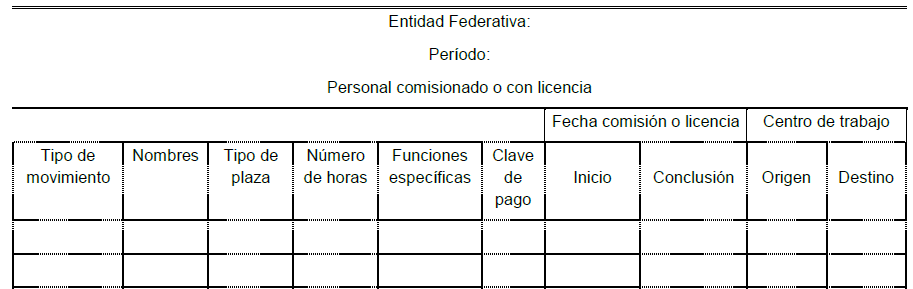 Entidad Federativa:
Período:
Personal comisionado o con licencia
Fecha comisión o licencia Centro de trabajo
Tipo de movimiento Nombres Tipo de plaza Número de horas Funciones específicas Clave de pago Inicio Conclusión Origen Destino